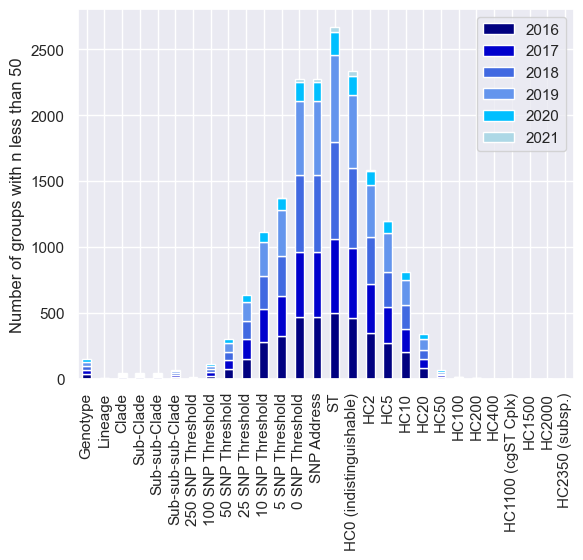 Number of groups with n less than 50
2500
2000
1500
1000
500
0
2016
2017
2018
2019
2020
2021
Genotype
Lineage
Clade
Sub-Clade
Sub-sub-Clade
Sub-sub-sub-Clade
250 SNP Threshold
100 SNP Threshold
50 SNP Threshold
25 SNP Threshold
10 SNP Threshold
5 SNP Threshold
0 SNP Threshold
SNP Address
ST
HC0 (indistinguishable)
HC2
HC5
HC10
HC20
HC50
HC100
HC200
HC400
HC1100 (cgST Cplx)
HC1500
HC2000
HC2350 (subsp.)